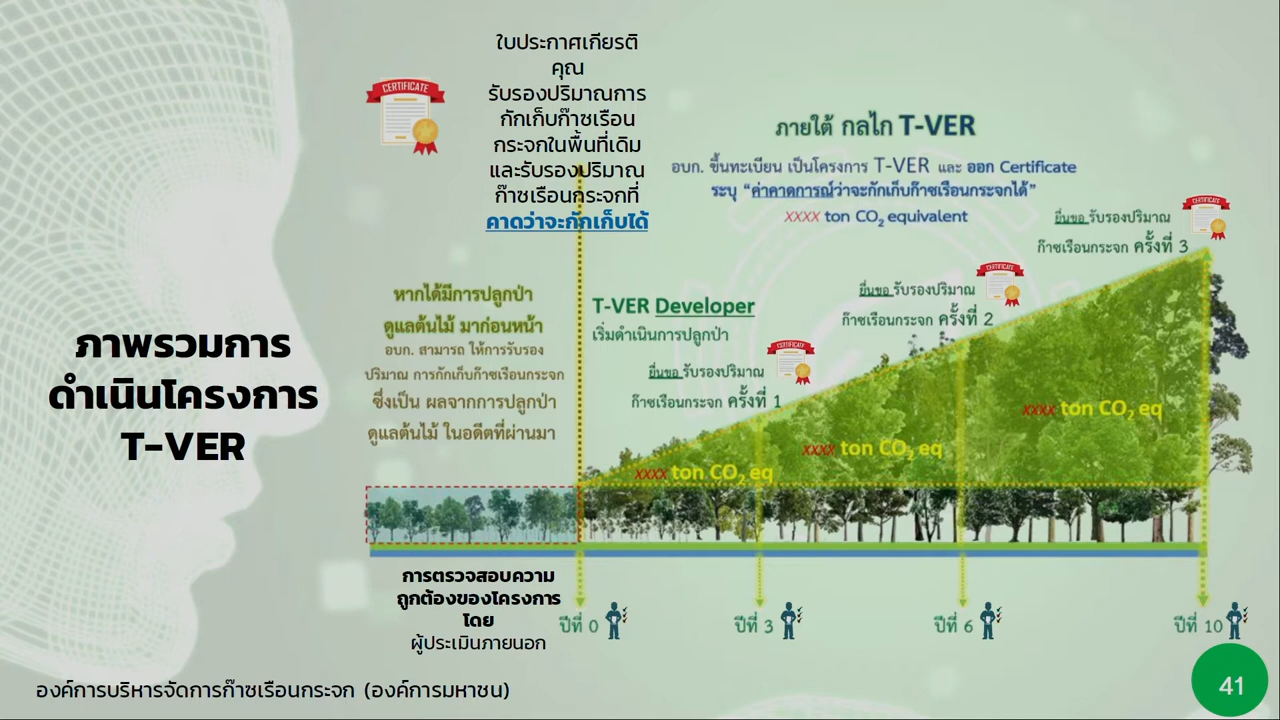 ภาพรวมการ
ดำเนินโครงการ
T-VER
CERTIFICATE
ใบประกาศเกียรติ
คุณ
รับรองปริมาณการ
กักเก็บก๊าซเรือน
กระจกในพื้นที่เดิม
และรับรองปริมาณ
ก๊าซเรือนกระจกที่
คาดว่าจะกักเก็บได้
ภายใต้ กลไก T-VER
อบก. ขึ้นทะเบียน เป็นโครงการ T-VER และ ออก Certificate
ระบุ “ค่าคาดการณ์ว่าจะกักเก็บก๊าซเรือนกระจกได้”
xxxx ton CO₂ equivalent
หากได้มีการปลูกป่า
ดูแลต้นไม้ มาก่อนหน้า
อบก. สามารถ ให้การรับรอง
ปริมาณ การกักเก็บก๊าซเรือนกระจก
ซึ่งเป็น ผลจากการปลูกป่า
ดูแลต้นไม้ ในอดีตที่ผ่านมา
T-VER Developer
เริ่มดำเนินการปลูกป่า
CERTIFICATE
ยื่นขอ รับรองปริมาณ
ก๊าซเรือนกระจก ครั้งที่ 1
CERTIFICATE
ยื่นขอ รับรองปริมาณ
ก๊าซเรือนกระจก ครั้งที่ 2
CERTIFICATE
ยื่นขอ รับรองปริมาณ
ก๊าซเรือนกระจก ครั้งที่ 3
xxxx ton CO₂ eq
xxxx ton CO₂ eq
xxxx ton CO₂ eq
การตรวจสอบความ
ถูกต้องของโครงการ
โดย
ผู้ประเมินภายนอก
ปีที่ 0
ปีที่ 3
ปีที่ 6
ปีที่ 10
องค์การบริหารจัดการก๊าซเรือนกระจก (องค์การมหาชน)
41